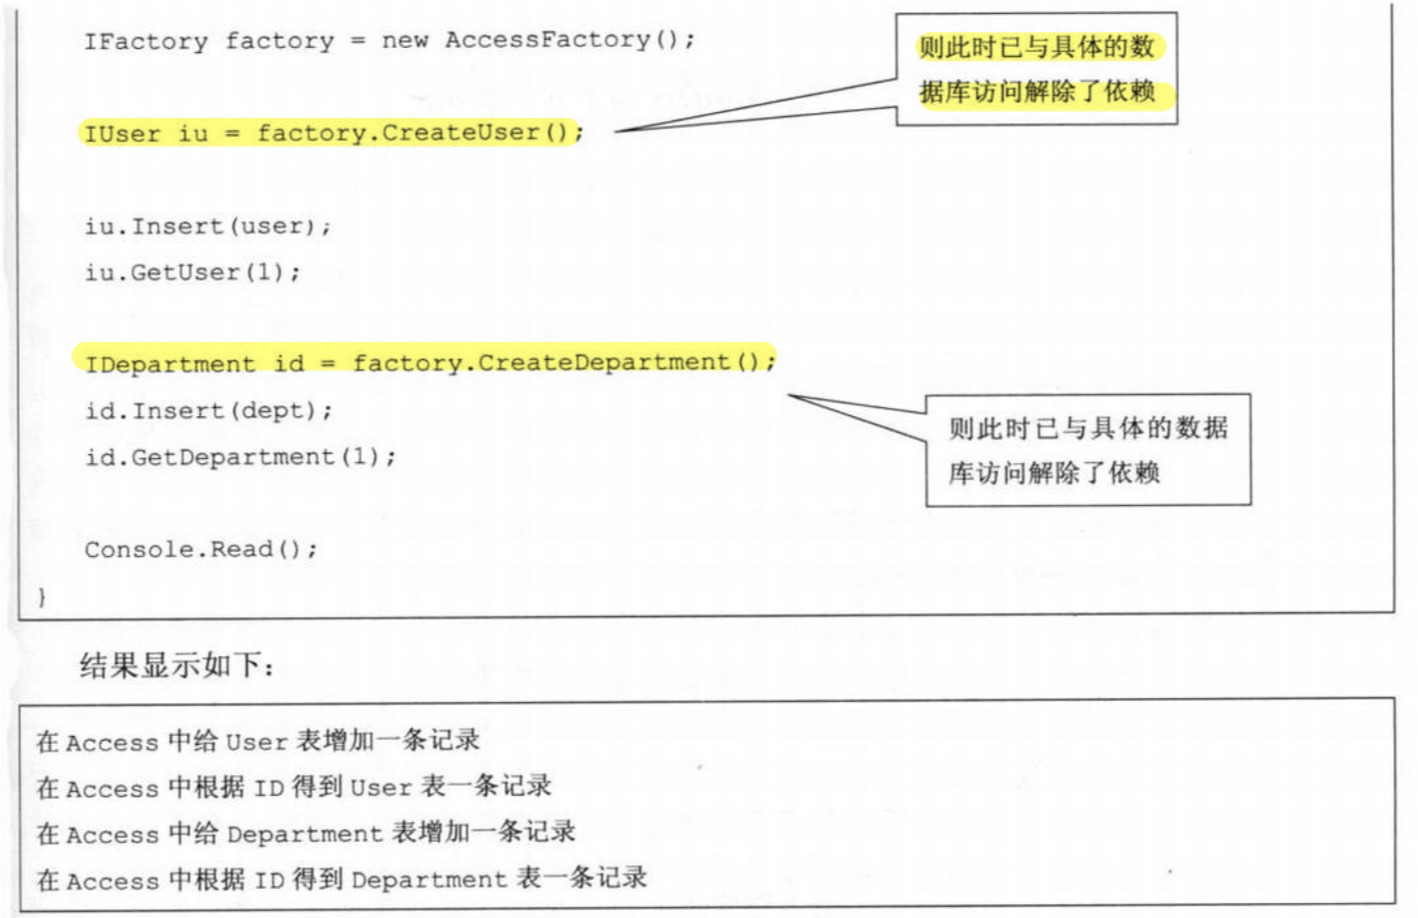 IFactory factory = new AccessFactory();
则此时已与具体的数
据库访问解除了依赖
IUser iu = factory.CreateUser();
iu.Insert(user);
iu.GetUser(1);
IDepartment id = factory.CreateDepartment();
id.Insert(dept);
id.GetDepartment(1);
则此时已与具体的数据
库访问解除了依赖
Console.Read();
}
结果显示如下：
在 Access 中给 User 表增加一条记录
在 Access 中根据 ID 得到 User 表一条记录
在 Access 中给 Department 表增加一条记录
在 Access 中根据 ID 得到 Department 表一条记录